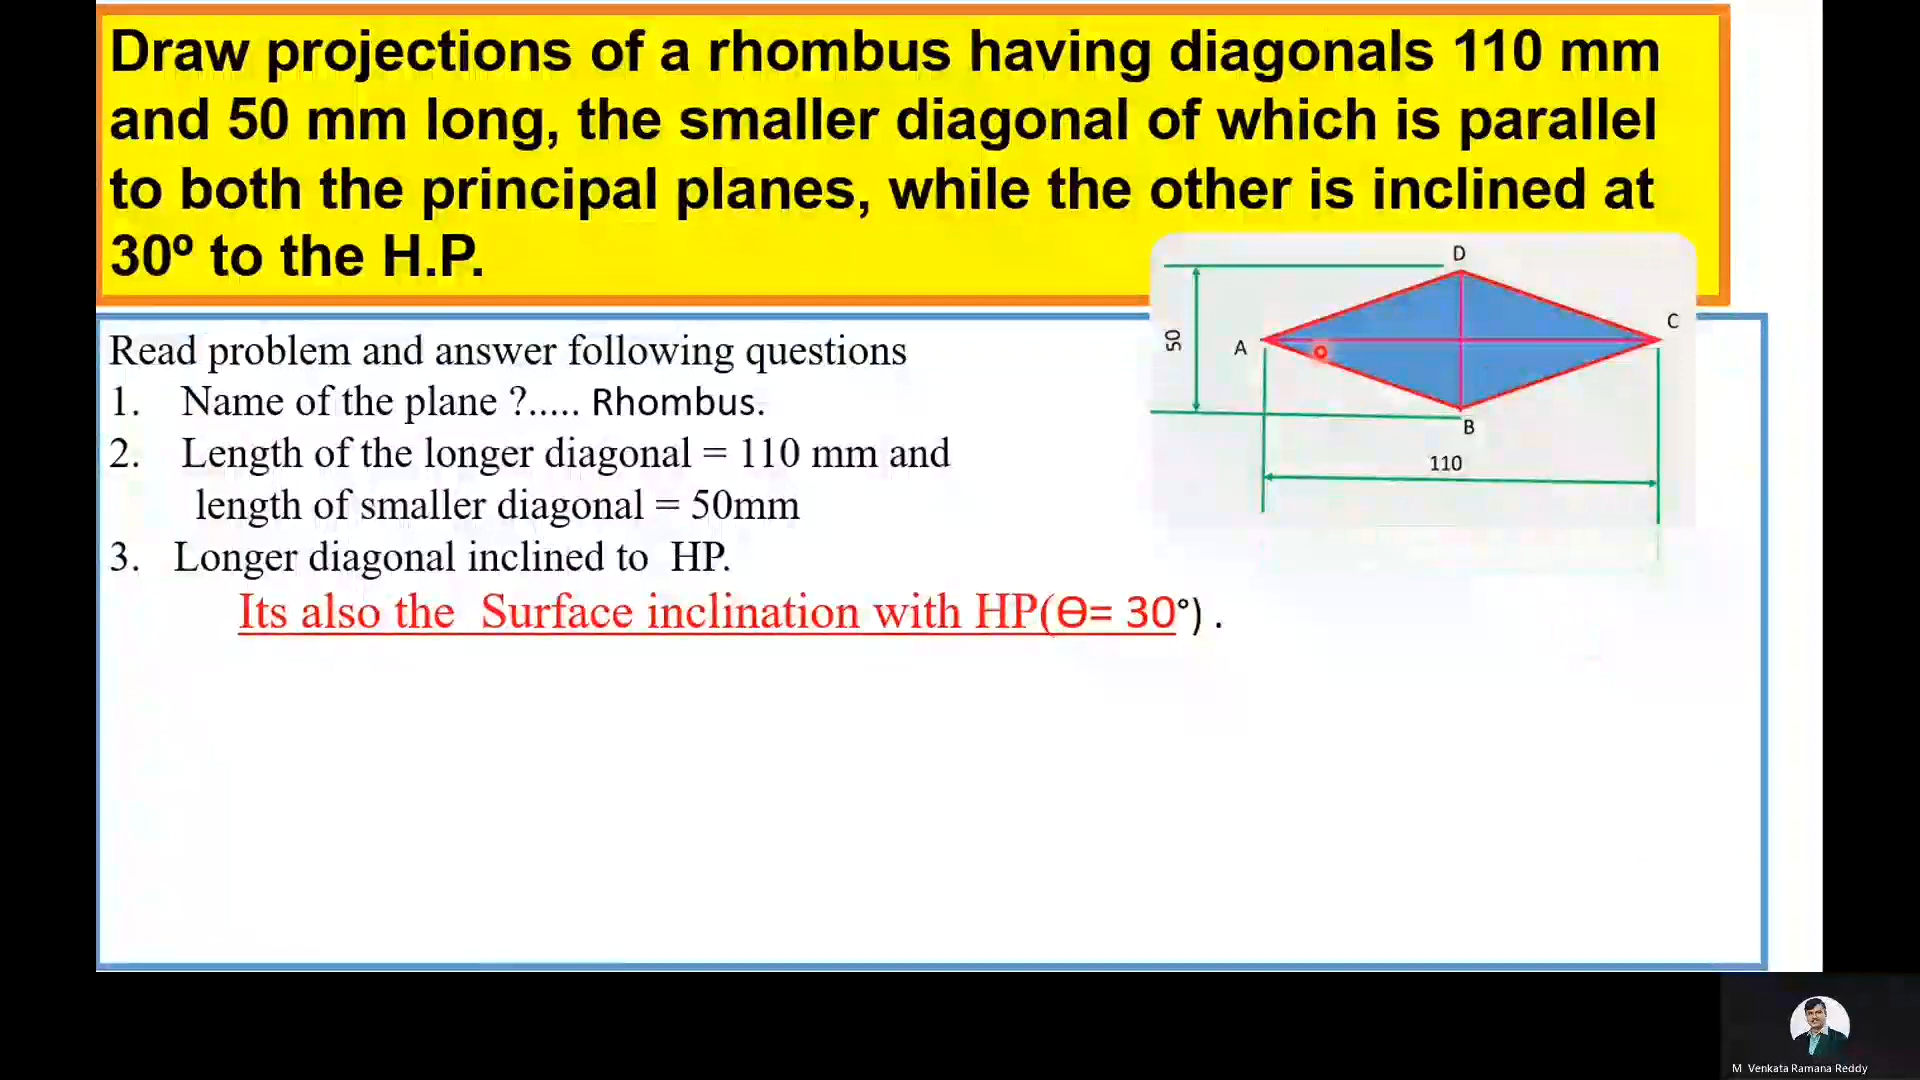 Draw projections of a rhombus having diagonals 110 mm
and 50 mm long, the smaller diagonal of which is parallel
to both the principal planes, while the other is inclined at
30º to the H.P.
Read problem and answer following questions
1. Name of the plane ?..... Rhombus.
2. Length of the longer diagonal = 110 mm and
length of smaller diagonal = 50mm
3. Longer diagonal inclined to HP.
Its also the Surface inclination with HP(Ɵ= 30°) .
D
C
50
A
B
110
M Venkata Ramana Reddy